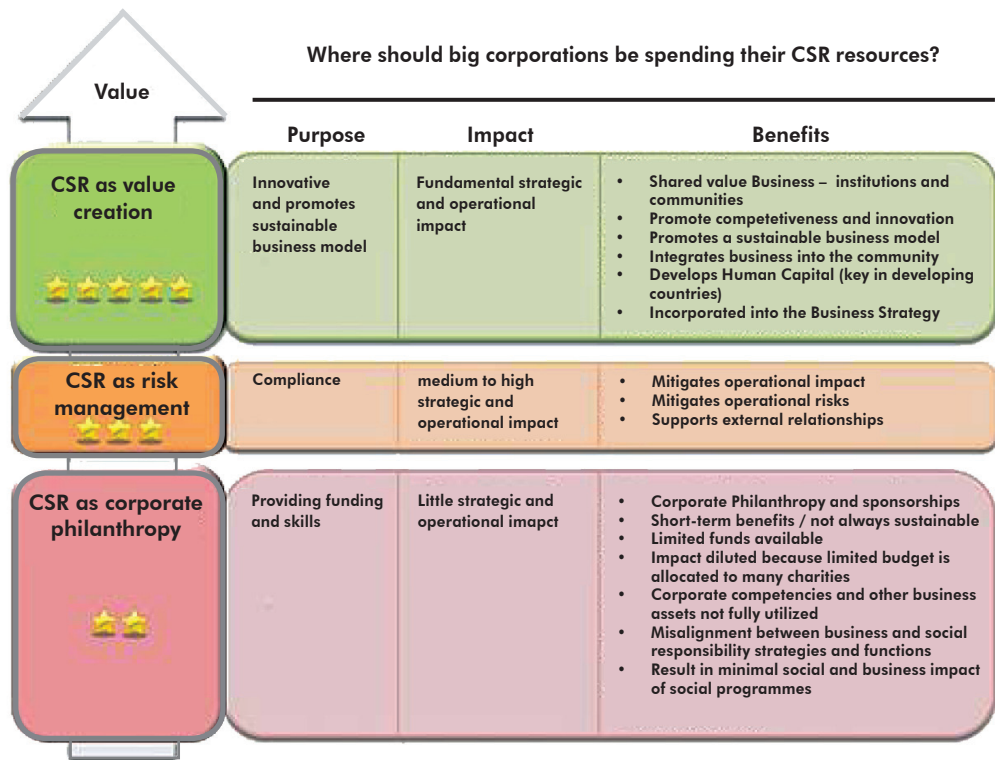 Where should big corporations be spending their CSR resources?
Value
Purpose
Impact
Benefits
CSR as value
creation
Innovative
and promotes
sustainable
business model
Fundamental strategic
and operational
impact
• Shared value Business – institutions and
communities
• Promote competetiveness and innovation
• Promotes a sustainable business model
• Integrates business into the community
• Develops Human Capital (key in developing
countries)
• Incorporated into the Business Strategy
CSR as risk
management
Compliance
medium to high
strategic and
operational impact
• Mitigates operational impact
• Mitigates operational risks
• Supports external relationships
CSR as corporate
philanthropy
Providing funding
and skills
Little strategic and
operational imapct
• Corporate Philanthropy and sponsorships
• Short-term benefits / not always sustainable
• Limited funds available
• Impact diluted because limited budget is
allocated to many charities
• Corporate competencies and other business
assets not fully utilized
• Misalignment between business and social
responsibility strategies and functions
• Result in minimal social and business impact
of social programmes